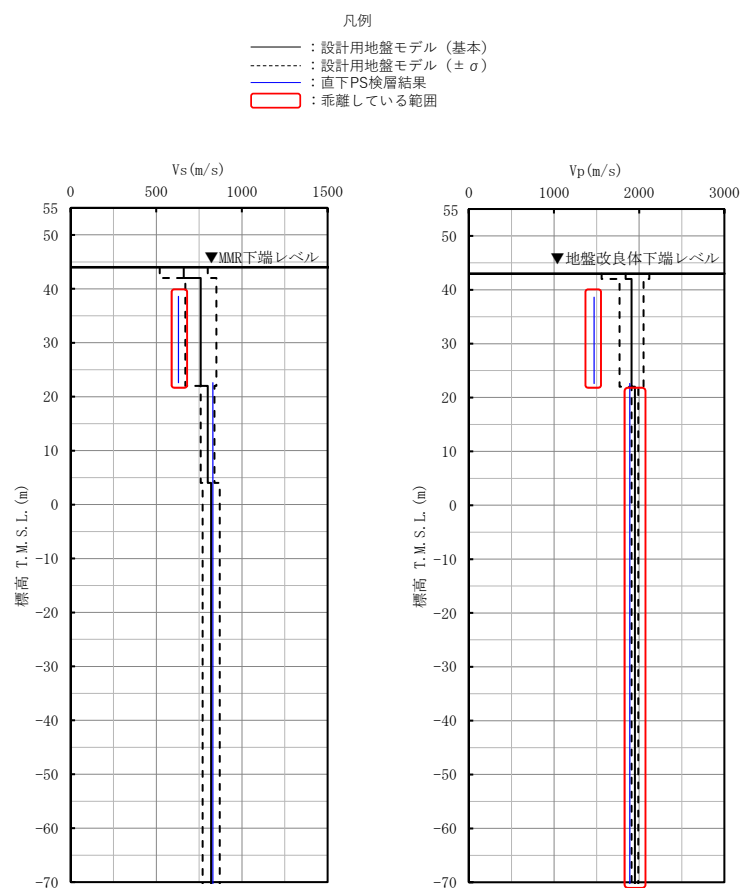 凡例
：設計用地盤モデル（基本）
：設計用地盤モデル（±σ）
：直下PS検層結果
：乖離している範囲
Vs(m/s)
0 500 1000 1500
55
50
40
30
20
10
0
-10
-20
-30
-40
-50
-60
-70
標高 T.M.S.L.(m)
▼MMR下端レベル
Vp(m/s)
0 1000 2000 3000
55
50
40
30
20
10
0
-10
-20
-30
-40
-50
-60
-70
標高 T.M.S.L.(m)
▼地盤改良体下端レベル